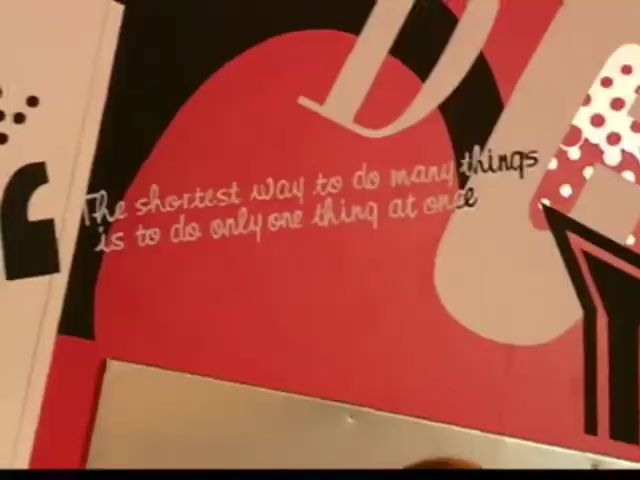 The shortest way to do many things
is to do only one thing at once